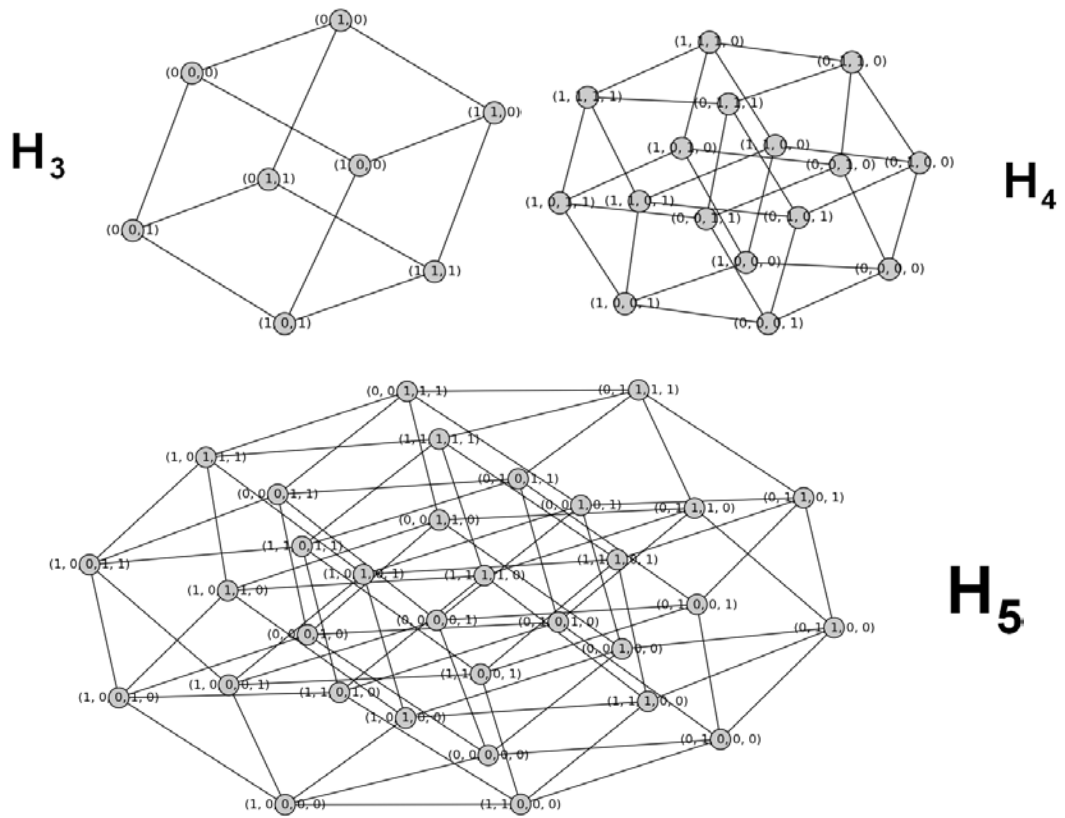 (0, 1, 0)
(0, 0, 0)
(1, 1, 0)
H3
(1, 0, 0)
(0, 1, 1)
(0, 0, 1)
(1, 1, 1)
(1, 0, 1)
(1, 1, 1, 0)
(0, 1, 1, 0)
(1, 1, 1, 1)
(0, 1, 1, 1)
(1, 0, 1, 0)
(1, 1, 0, 0)
(0, 0, 1, 0)
(0, 1, 0, 0)
H4
(1, 0, 1, 1)
(1, 1, 0, 1)
(0, 0, 1, 1)
(0, 1, 0, 1)
(1, 0, 0, 0)
(0, 0, 0, 0)
(1, 0, 0, 1)
(0, 0, 0, 1)
(0, 0, 1, 1, 1)
(0, 1, 1, 1, 1)
(1, 1, 1, 1, 1)
(1, 0, 1, 1, 1)
(0, 1, 0, 1, 1)
(0, 0, 0, 1, 1)
(0, 1, 1, 0, 1)
(0, 0, 1, 0, 1)
(0, 1, 1, 1, 0)
(0, 0, 1, 1, 0)
(1, 1, 0, 1, 1)
(1, 1, 1, 0, 1)
(1, 0, 0, 1, 1)
(1, 0, 1, 0, 1)
(1, 1, 1, 1, 0)
(1, 0, 1, 1, 0)
H5
(0, 1, 0, 0, 1)
(0, 0, 0, 0, 1)
(0, 1, 0, 1, 0)
(0, 1, 1, 0, 0)
(0, 0, 0, 1, 0)
(0, 0, 1, 0, 0)
(1, 1, 0, 0, 1)
(1, 0, 0, 0, 1)
(1, 0, 0, 1, 0)
(1, 1, 0, 1, 0)
(1, 1, 1, 0, 0)
(1, 0, 1, 0, 0)
(0, 1, 0, 0, 0)
(0, 0, 0, 0, 0)
(1, 0, 0, 0, 0)
(1, 1, 0, 0, 0)